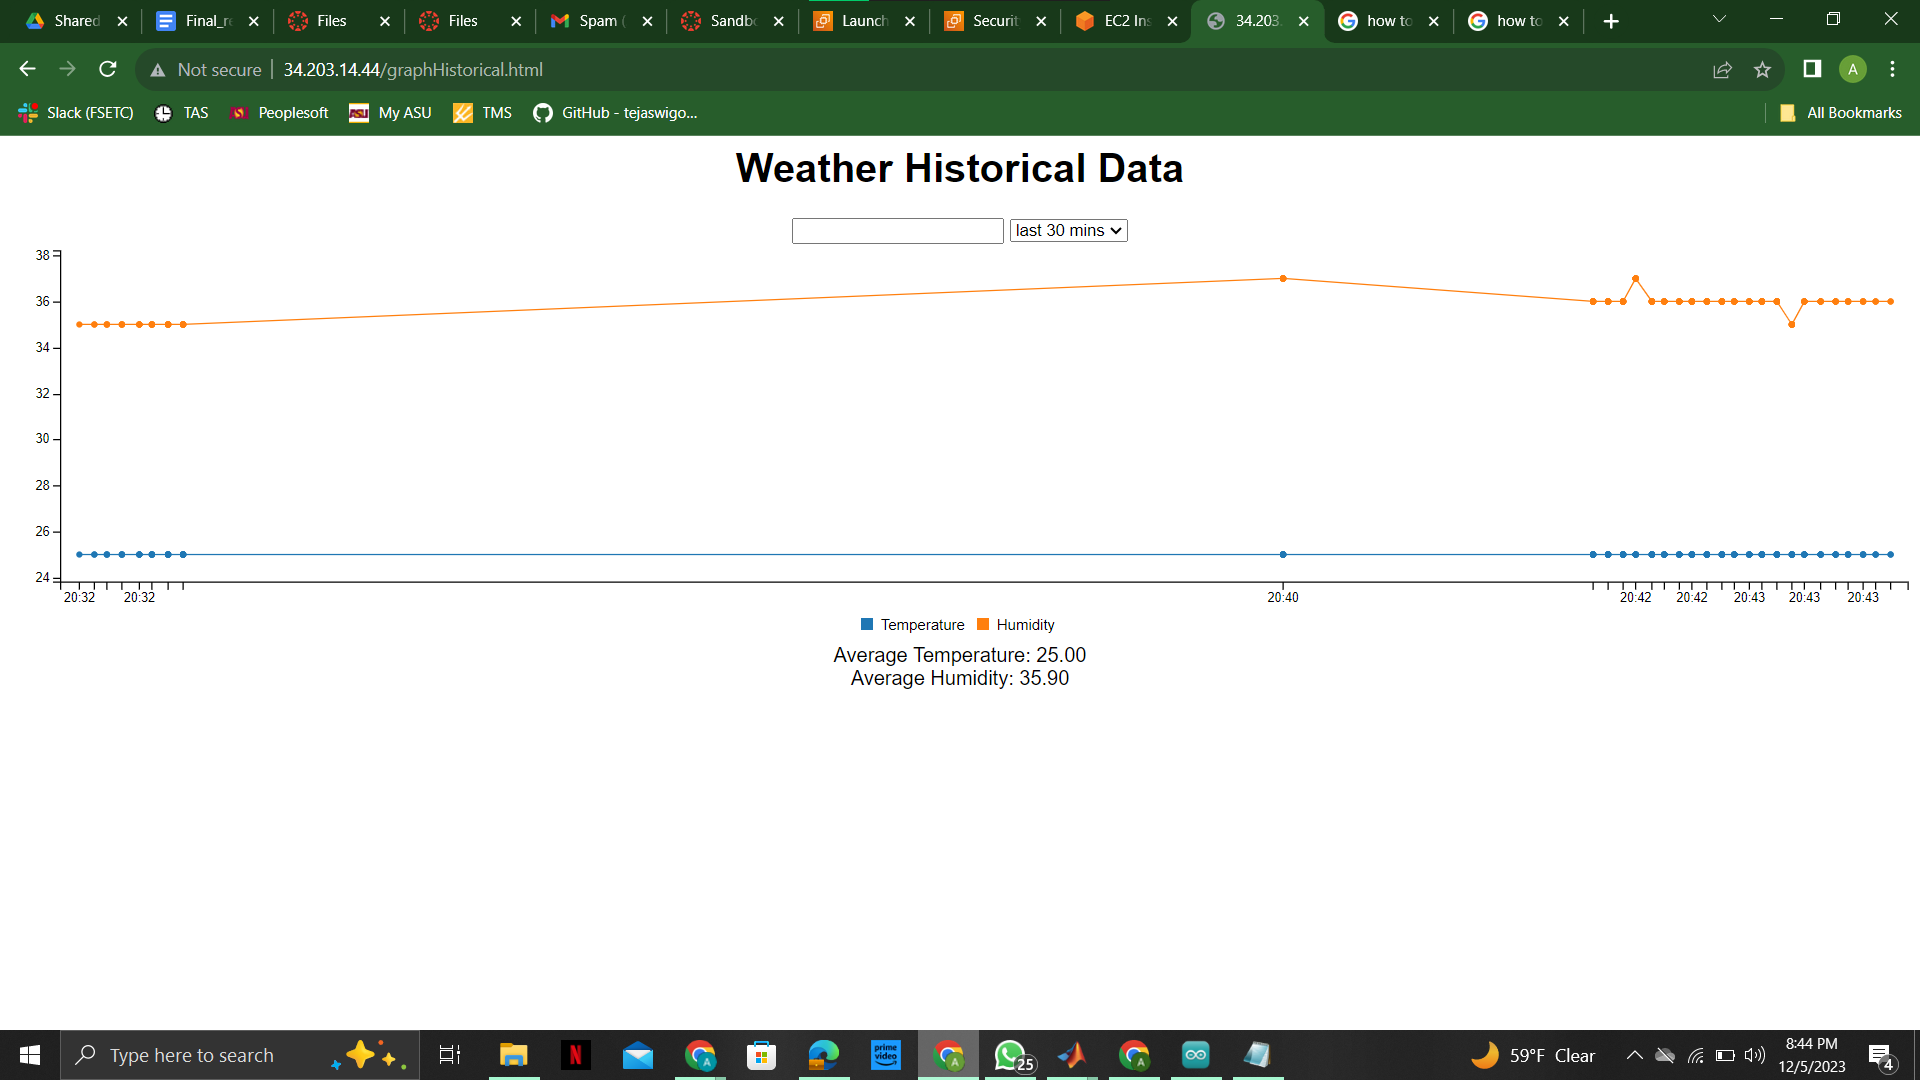 Shared
Final_re
Files
Files
Spam (
Sandbo
Launch
Securit
EC2 Ins
34.203.
how to
how to
Not secure
34.203.14.44/graphHistorical.html
A
Slack (FSETC)
TAS
Peoplesoft
My ASU
TMS
GitHub - tejaswigo...
All Bookmarks
Weather Historical Data
last 30 mins
38
36
34
32
30
28
26
24
20:32 20:32 20:40 20:42 20:42 20:43 20:43 20:43
Temperature Humidity
Average Temperature: 25.00
Average Humidity: 35.90
Type here to search
N
A
prime video
A
25
A
59°F Clear
8:44 PM
12/5/2023
4